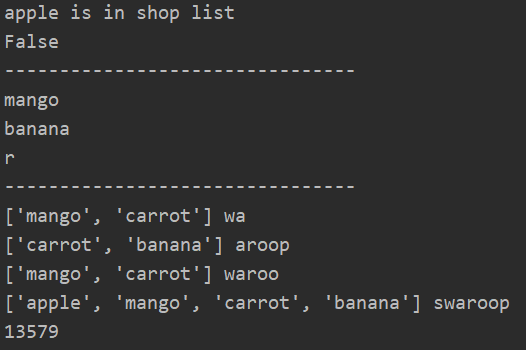 apple is in shop list
False
---------------------------------
mango
banana
r
---------------------------------
['mango', 'carrot'] wa
['carrot', 'banana'] aroop
['mango', 'carrot'] waroo
['apple', 'mango', 'carrot', 'banana'] swaroop
13579